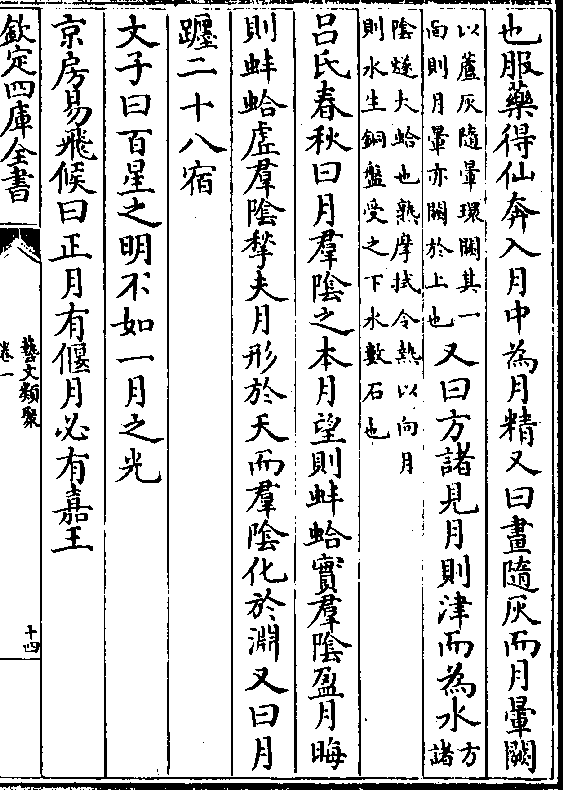 也服藥得仙奔入月中為月精又曰畫隨灰而月暈闕
以蘆灰隨暈環闕其一
面則月暈亦闕於上也
又曰方諸見月則津而為水
方
諸
陰燧大蛤也熟摩拭令熱以向月
則水生銅盤受之下水數石也
吕氏春秋曰月羣陰之本月望則蚌蛤實羣陰盈月晦
則蚌蛤虚羣陰揫夫月形於天而羣陰化於淵又曰月
躔二十八宿
文子曰百星之明不如一月之光
京房易飛候曰正月有偃月必有嘉王
欽定四庫全書
藝文類聚
卷一
十四